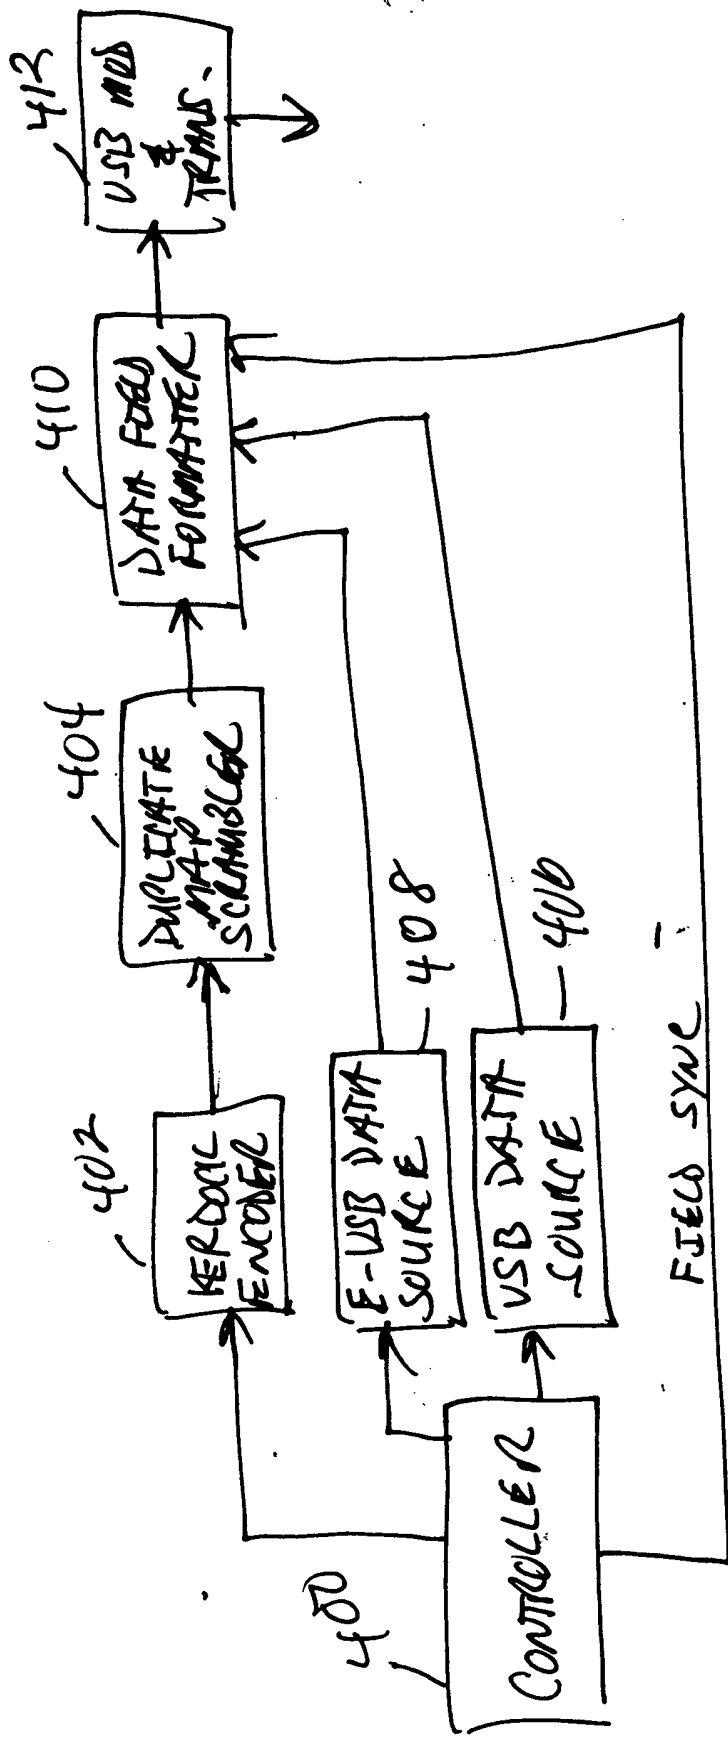 400
CONTROLLER
402
KERDOCK
ENCODER
404
DUPLICATE
MAP
SCRAMBLER
E-VSB DATA
SOURCE
408
VSB DATA
SOURCE
406
FIELD SYNC
410
DATA FIELD
FORMATTER
412
VSB MOD
&
TRANS.